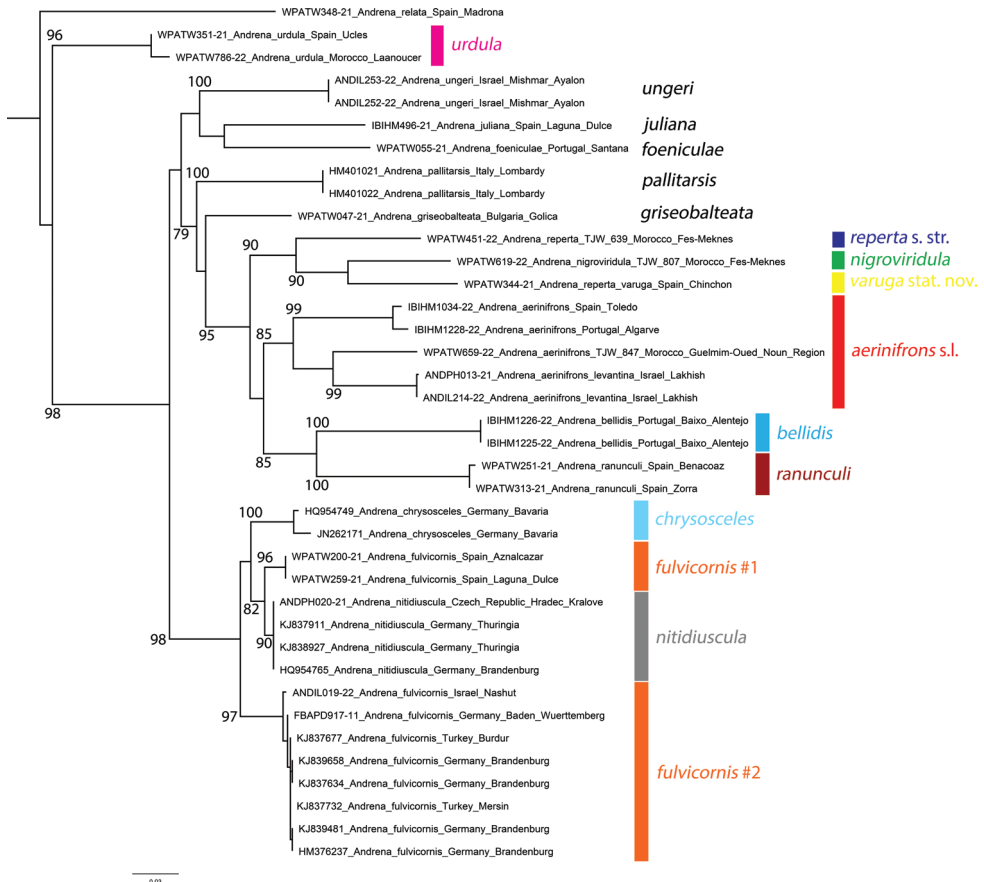 WPATW348-21_Andrena_relata_Spain_Madrona
96
WPATW351-21_Andrena_urdula_Spain_Ucles
urdula
WPATW786-22_Andrena_urdula_Morocco_Laanoucer
100
ANDIL253-22_Andrena_ungeri_Israel_Mishmar_Ayalon
ungeri
ANDIL252-22_Andrena_ungeri_Israel_Mishmar_Ayalon
IBIHM496-21_Andrena_juliana_Spain_Laguna_Dulce
juliana
WPATW055-21_Andrena_foeniculae_Portugal_Santana
foeniculae
100
HM401021_Andrena_pallitarsis_Italy_Lombardy
pallitarsis
HM401022_Andrena_pallitarsis_Italy_Lombardy
WPATW047-21_Andrena_griseobalteata_Bulgaria_Golica
griseobalteata
79
90
WPATW451-22_Andrena_reperta_TJW_639_Morocco_Fes-Meknes
reperta s. str.
WPATW619-22_Andrena_nigroviridula_TJW_807_Morocco_Fes-Meknes
nigroviridula
90
WPATW344-21_Andrena_reperta_varuga_Spain_Chinchon
varuga stat. nov.
99
IBIHM1034-22_Andrena_aerinifrons_Spain_Toledo
95
85
IBIHM1228-22_Andrena_aerinifrons_Portugal_Algarve
WPATW659-22_Andrena_aerinifrons_TJW_847_Morocco_Guelmim-Oued_Noun_Region
aerinifrons s.l.
ANDPH013-21_Andrena_aerinifrons_levantina_Israel_Lakhish
99
ANDIL214-22_Andrena_aerinifrons_levantina_Israel_Lakhish
98
100
IBIHM1226-22_Andrena_bellidis_Portugal_Baixo_Alentejo
bellidis
IBIHM1225-22_Andrena_bellidis_Portugal_Baixo_Alentejo
85
WPATW251-21_Andrena_ranunculi_Spain_Benacoaz
ranunculi
100
WPATW313-21_Andrena_ranunculi_Spain_Zorra
100
HQ954749_Andrena_chrysosceles_Germany_Bavaria
chrysosceles
JN262171_Andrena_chrysosceles_Germany_Bavaria
96
WPATW200-21_Andrena_fulvicornis_Spain_Aznalcazar
fulvicornis #1
WPATW259-21_Andrena_fulvicornis_Spain_Laguna_Dulce
82
ANDPH020-21_Andrena_nitidiuscula_Czech_Republic_Hradec_Kralove
KJ837911_Andrena_nitidiuscula_Germany_Thuringia
nitidiuscula
98
90
KJ838927_Andrena_nitidiuscula_Germany_Thuringia
HQ954765_Andrena_nitidiuscula_Germany_Brandenburg
ANDIL019-22_Andrena_fulvicornis_Israel_Nashut
97
FBAPD917-11_Andrena_fulvicornis_Germany_Baden_Wuerttemberg
KJ837677_Andrena_fulvicornis_Turkey_Burdur
KJ839658_Andrena_fulvicornis_Germany_Brandenburg
fulvicornis #2
KJ837634_Andrena_fulvicornis_Germany_Brandenburg
KJ837732_Andrena_fulvicornis_Turkey_Mersin
KJ839481_Andrena_fulvicornis_Germany_Brandenburg
HM376237_Andrena_fulvicornis_Germany_Brandenburg
0.03